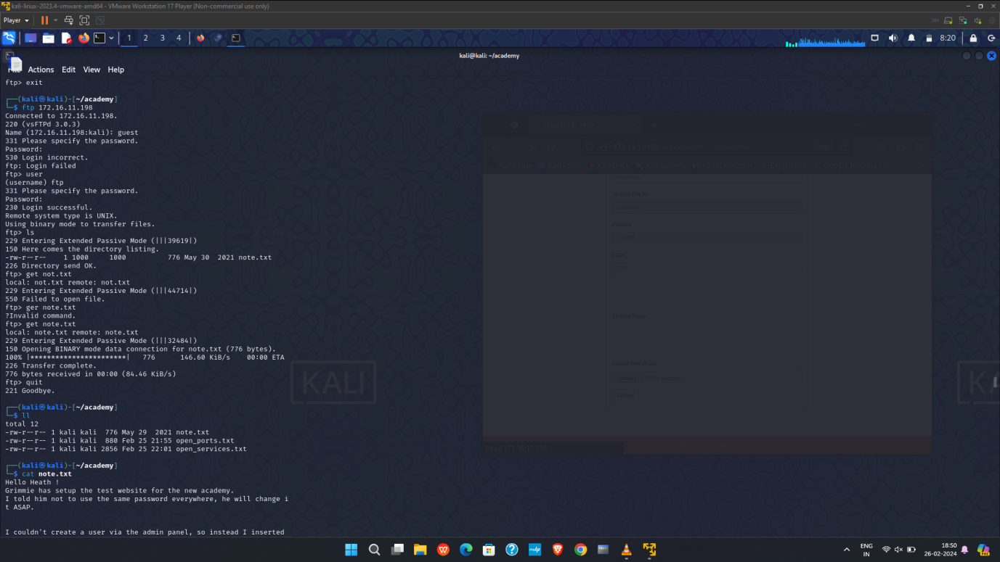 kali-linux-2023.4-vmware-amd64 - VMware Workstation 17 Player (Non-commercial use only)
Player
1 2 3 4
8:20
kali@kali: ~/academy
Actions Edit View Help
ftp> exit
┌──(kali㉿kali)-[~/academy]
└─$ ftp 172.16.11.198
Connected to 172.16.11.198.
220 (vsFTPd 3.0.3)
Name (172.16.11.198:kali): guest
331 Please specify the password.
Password:
530 Login incorrect.
ftp: Login failed
ftp> user
(username) ftp
331 Please specify the password.
Password:
230 Login successful.
Remote system type is UNIX.
Using binary mode to transfer files.
ftp> ls
229 Entering Extended Passive Mode (|||39619|)
150 Here comes the directory listing.
-rw-r--r--    1 1000     1000          776 May 30  2021 note.txt
226 Directory send OK.
ftp> get not.txt
local: not.txt remote: not.txt
229 Entering Extended Passive Mode (|||44714|)
550 Failed to open file.
ftp> ger note.txt
?Invalid command.
ftp> get note.txt
local: note.txt remote: note.txt
229 Entering Extended Passive Mode (|||32484|)
150 Opening BINARY mode data connection for note.txt (776 bytes).
100% |************************|   776      146.60 KiB/s    00:00 ETA
226 Transfer complete.
776 bytes received in 00:00 (84.46 KiB/s)
ftp> quit
221 Goodbye.
┌──(kali㉿kali)-[~/academy]
└─$ ll
total 12
-rw-r--r-- 1 kali kali  776 May 29  2021 note.txt
-rw-r--r-- 1 kali kali  880 Feb 25 21:55 open_ports.txt
-rw-r--r-- 1 kali kali 2856 Feb 25 22:01 open_services.txt
┌──(kali㉿kali)-[~/academy]
└─$ cat note.txt
Hello Heath !
Grimmie has setup the test website for the new academy.
I told him not to use the same password everywhere, he will change i
t ASAP.
I couldn't create a user via the admin panel, so instead I inserted
KALI
ENG
IN
18:50
26-02-2024